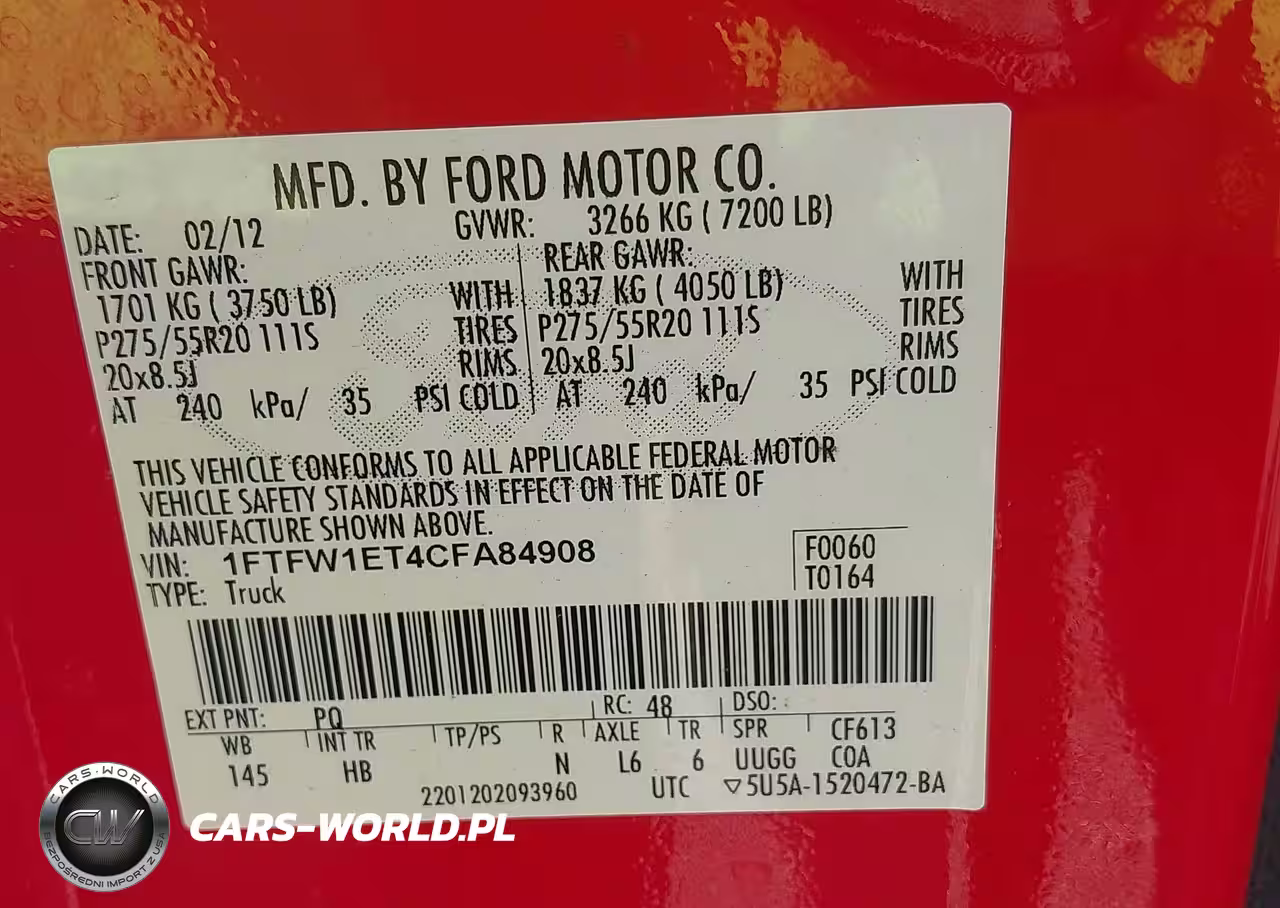 MFD. BY FORD MOTOR CO.
DATE: 02/12 GVWR: 3266 KG ( 7200 LB)
FRONT GAWR: REAR GAWR:
1701 KG ( 3750 LB) WITH 1837 KG ( 4050 LB) WITH
P275/55R20 111S TIRES P275/55R20 111S TIRES
20x8.5J RIMS 20x8.5J RIMS
AT 240 kPa/ 35 PSI COLD AT 240 kPa/ 35 PSI COLD
THIS VEHICLE CONFORMS TO ALL APPLICABLE FEDERAL MOTOR
VEHICLE SAFETY STANDARDS IN EFFECT ON THE DATE OF
MANUFACTURE SHOWN ABOVE.
VIN: 1FTFW1ET4CFA84908 F0060
TYPE: Truck T0164
EXT PNT: PQ RC: 48 DSO:
WB INT TR TP/PS R AXLE TR SPR CF613
145 HB N L6 6 UUGG COA
2201202093960 UTC ▽5U5A-1520472-BA
CARS-WORLD
CW
BEZPOŚREDNI IMPORT Z USA
CARS-WORLD.PL